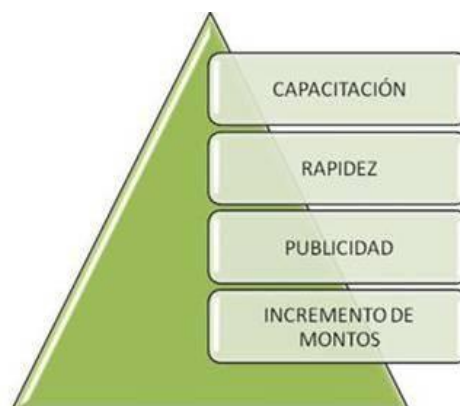 CAPACITACIÓN
RAPIDEZ
PUBLICIDAD
INCREMENTO DE
MONTOS